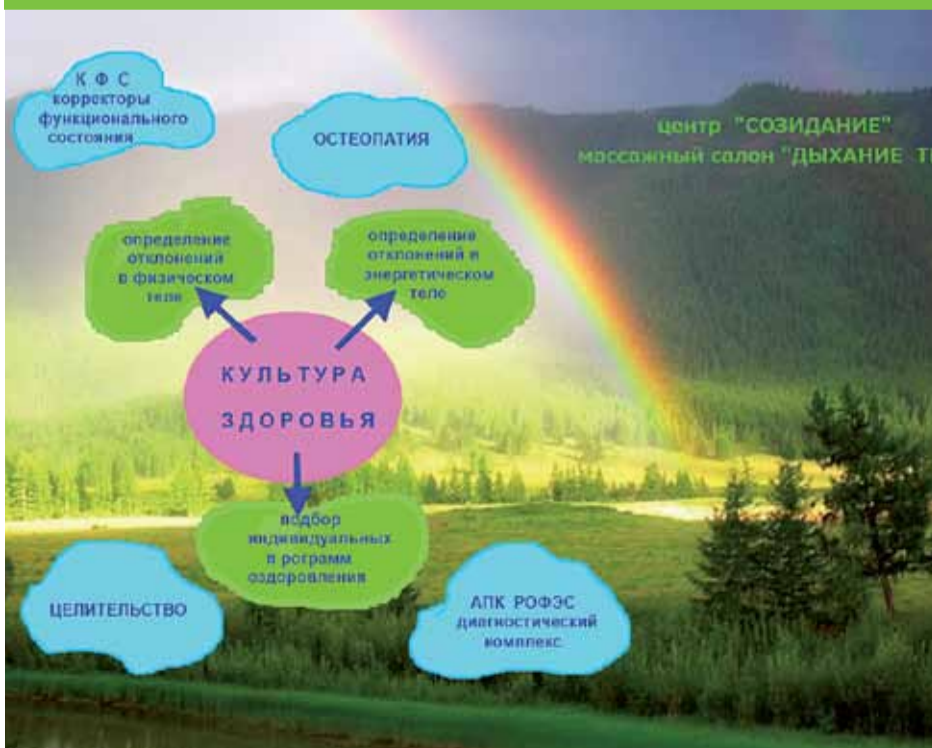 К Ф С
корректоры
функционального
состояния
ОСТЕОПАТИЯ
центр "СОЗИДАНИЕ"
массажный салон "ДЫХАНИЕ
определение
отклонений
в физическом
теле
определение
отклонений в
энергетическом
теле
КУЛЬТУРА
ЗДОРОВЬЯ
подбор
индивидуальных
п рограмм
оздоровления
ЦЕЛИТЕЛЬСТВО
АПК РОФЭС
диагностический
комплекс